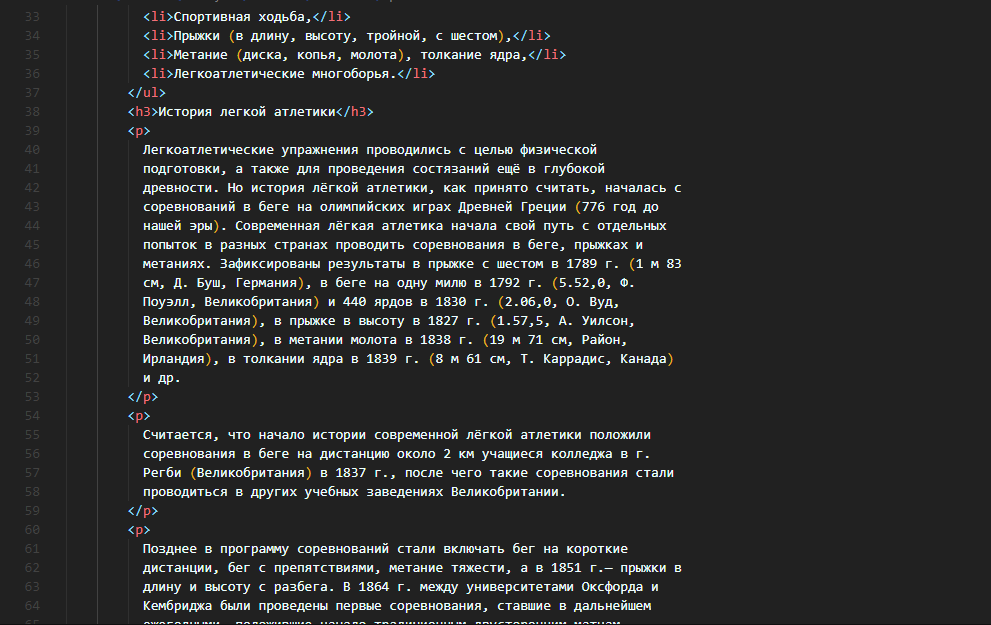 33 <li>Спортивная ходьба,</li>
34 <li>Прыжки (в длину, высоту, тройной, с шестом),</li>
35 <li>Метание (диска, копья, молота), толкание ядра,</li>
36 <li>Легкоатлетические многоборья.</li>
37 </ul>
38 <h3>История легкой атлетики</h3>
39 <p>
40 Легкоатлетические упражнения проводились с целью физической
41 подготовки, а также для проведения состязаний ещё в глубокой
42 древности. Но история лёгкой атлетики, как принято считать, началась с
43 соревнований в беге на олимпийских играх Древней Греции (776 год до
44 нашей эры). Современная лёгкая атлетика начала свой путь с отдельных
45 попыток в разных странах проводить соревнования в беге, прыжках и
46 метаниях. Зафиксированы результаты в прыжке с шестом в 1789 г. (1 м 83
47 см, Д. Буш, Германия), в беге на одну милю в 1792 г. (5.52,0, Ф.
48 Поуэлл, Великобритания) и 440 ярдов в 1830 г. (2.06,0, О. Вуд,
49 Великобритания), в прыжке в высоту в 1827 г. (1.57,5, А. Уилсон,
50 Великобритания), в метании молота в 1838 г. (19 м 71 см, Район,
51 Ирландия), в толкании ядра в 1839 г. (8 м 61 см, Т. Каррадис, Канада)
52 и др.
53 </p>
54 <p>
55 Считается, что начало истории современной лёгкой атлетики положили
56 соревнования в беге на дистанцию около 2 км учащиеся колледжа в г.
57 Регби (Великобритания) в 1837 г., после чего такие соревнования стали
58 проводиться в других учебных заведениях Великобритании.
59 </p>
60 <p>
61 Позднее в программу соревнований стали включать бег на короткие
62 дистанции, бег с препятствиями, метание тяжести, а в 1851 г.— прыжки в
63 длину и высоту с разбега. В 1864 г. между университетами Оксфорда и
64 Кембриджа были проведены первые соревнования, ставшие в дальнейшем